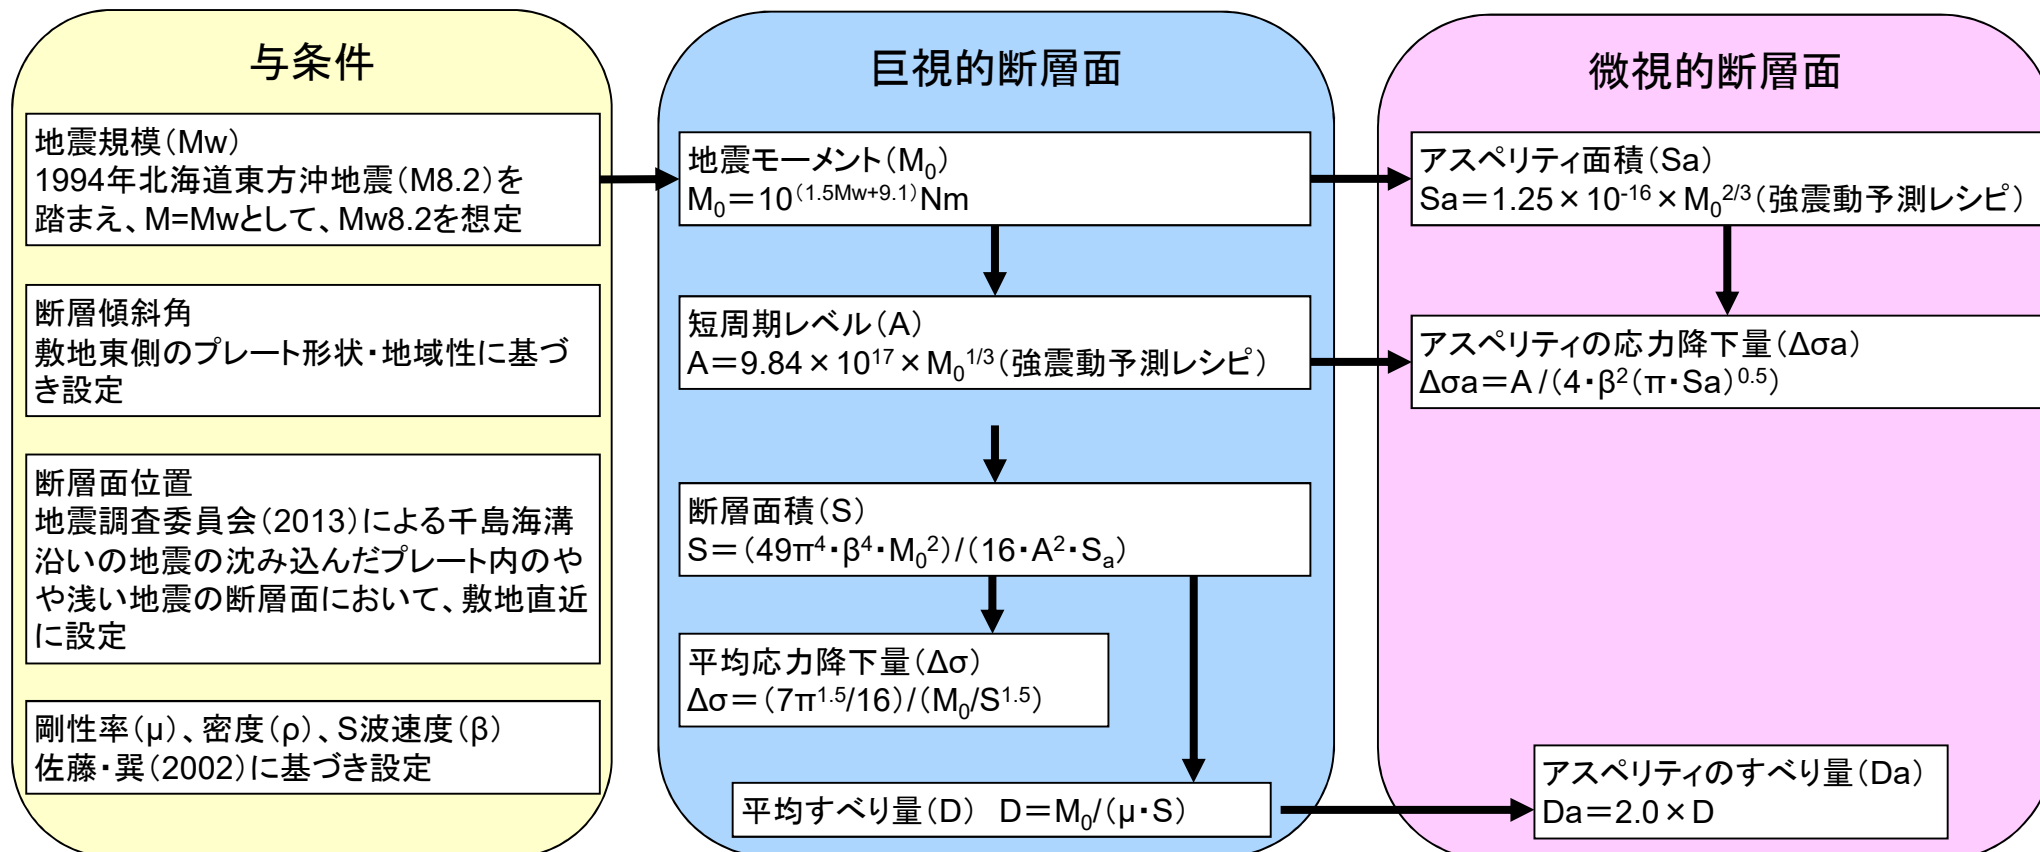 与条件
地震規模(Mw)
1994年北海道東方沖地震(M8.2)を
踏まえ、M=Mwとして、Mw8.2を想定
断層傾斜角
敷地東側のプレート形状・地域性に基づ
き設定
断層面位置
地震調査委員会(2013)による千島海溝
沿いの地震の沈み込んだプレート内のや
や浅い地震の断層面において、敷地直近
に設定
剛性率(μ)、密度(ρ)、S波速度(β)
佐藤・巽(2002)に基づき設定
巨視的断層面
地震モーメント(M₀)
M₀=10^(1.5Mw+9.1)Nm
短周期レベル(A)
A=9.84×10^17×M₀^1/3(強震動予測レシピ)
断層面積(S)
S=(49π⁴・β⁴・M₀²)/(16・A²・Sₐ)
平均応力降下量(Δσ)
Δσ=(7π^1.5/16)/(M₀/S^1.5)
平均すべり量(D) D=M₀/(μ・S)
微視的断層面
アスペリティ面積(Sa)
Sa=1.25×10^-16×M₀^2/3(強震動予測レシピ)
アスペリティの応力降下量(Δσa)
Δσa=A/(4・β²(π・Sa)^0.5)
アスペリティのすべり量(Da)
Da=2.0×D